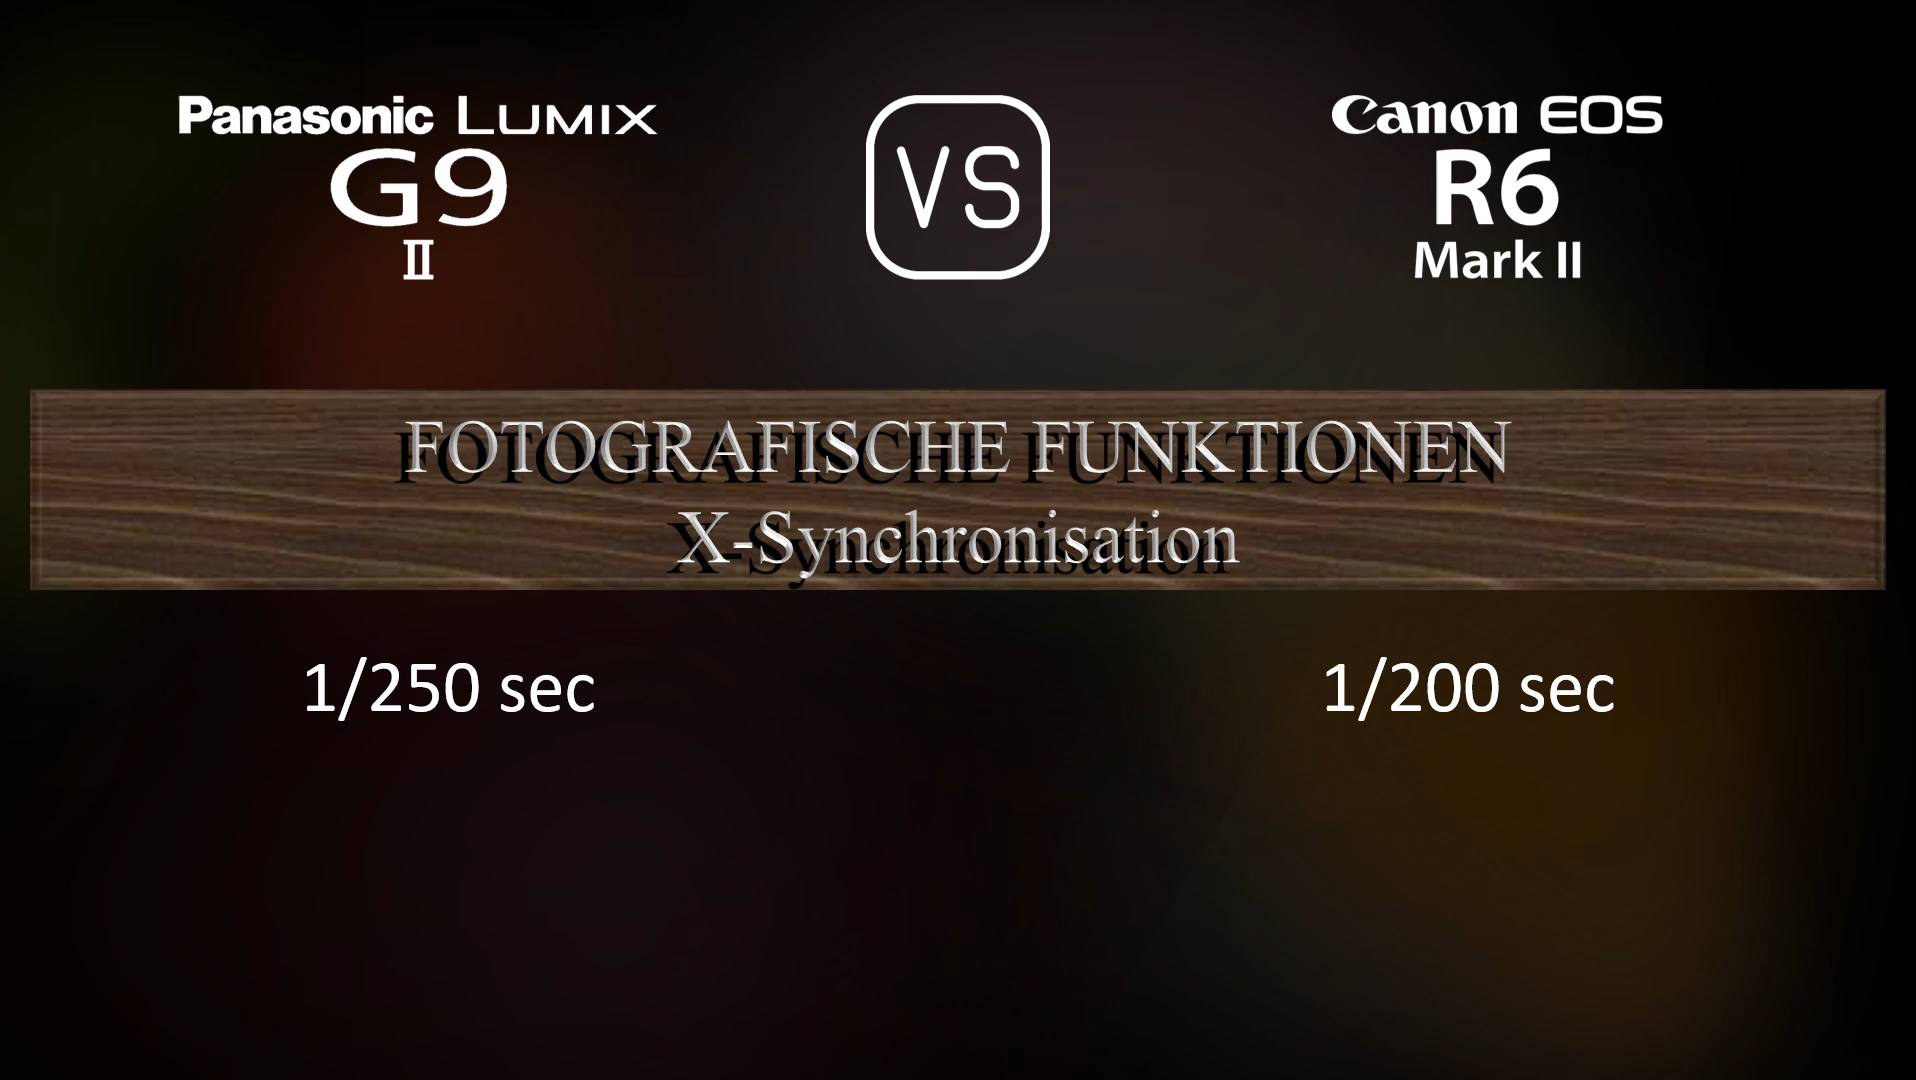 Panasonic LUMIX
G9
II
VS
Canon EOS
R6
Mark II
FOTOGRAFISCHE FUNKTIONEN
X-Synchronisation
1/250 sec
1/200 sec